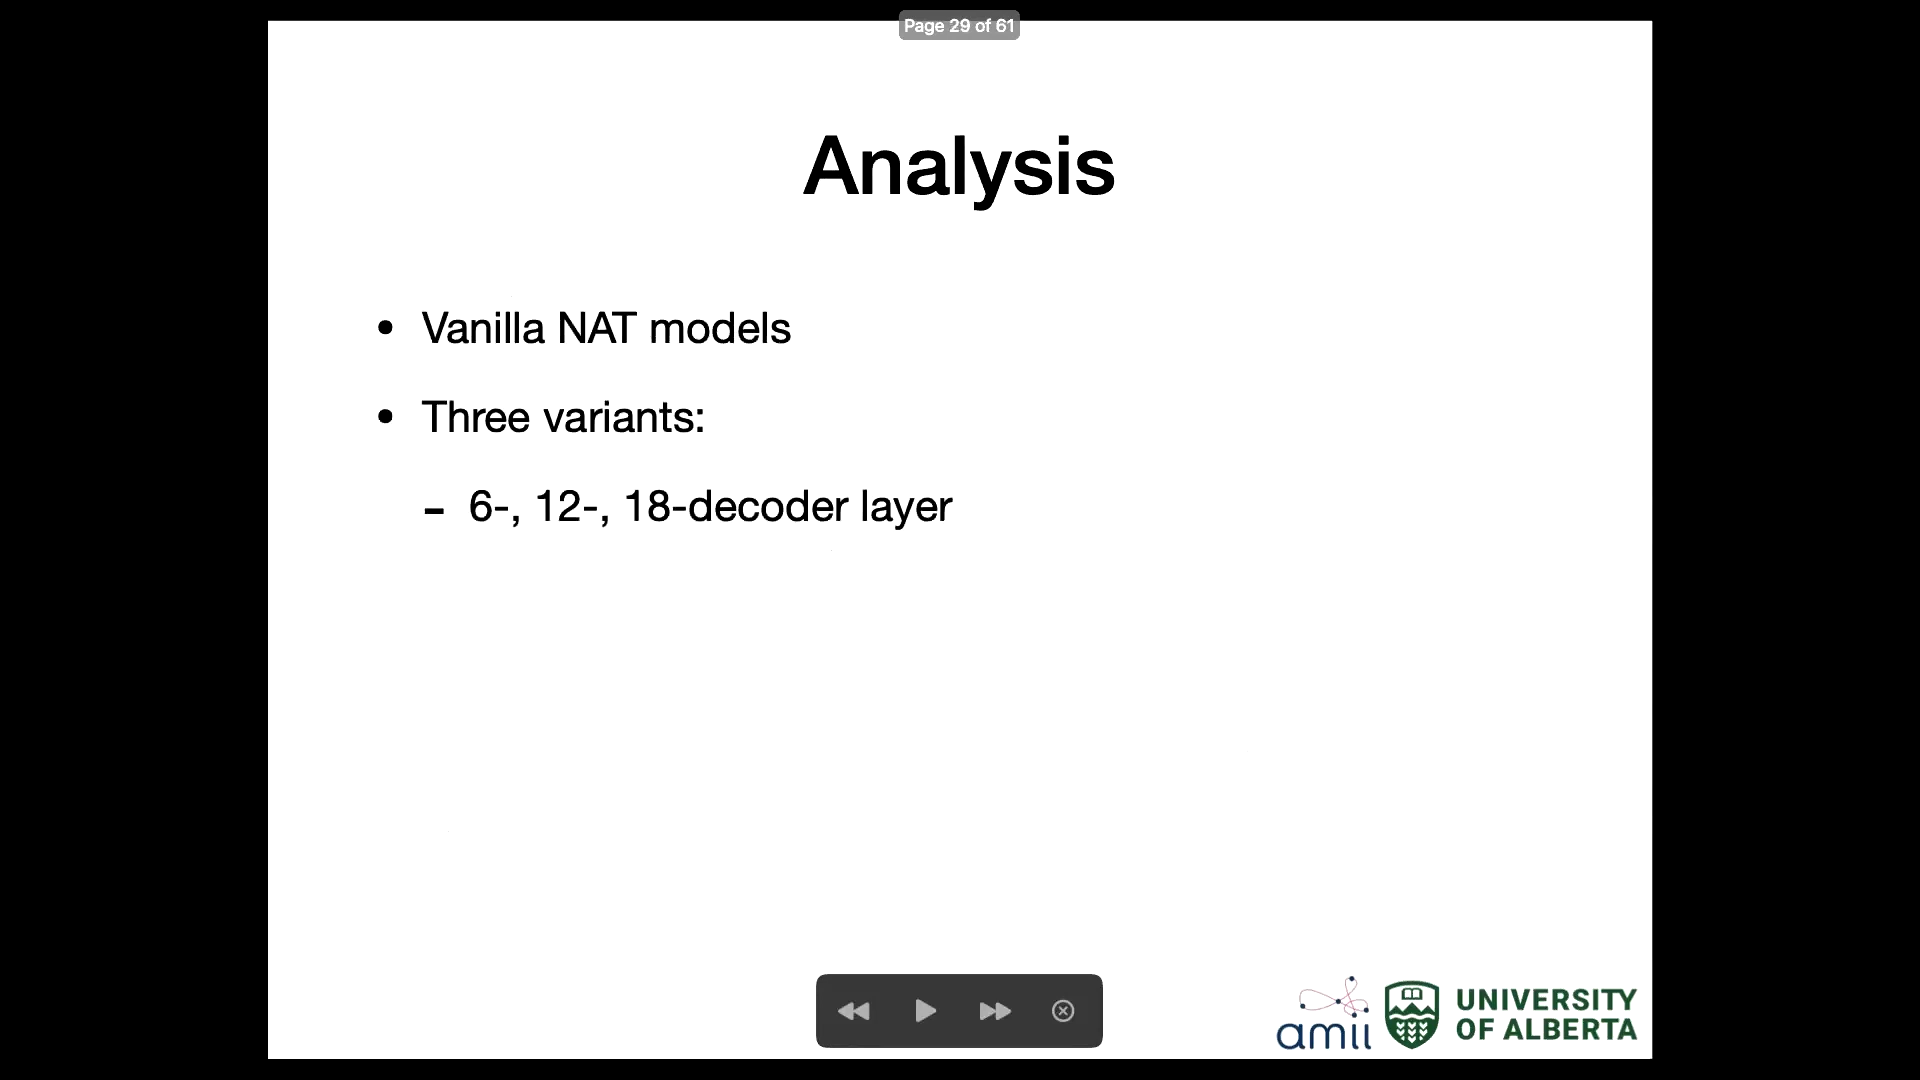 Page 29 of 61
Analysis
• Vanilla NAT models
• Three variants:
- 6-, 12-, 18-decoder layer
amii
UNIVERSITY
OF ALBERTA